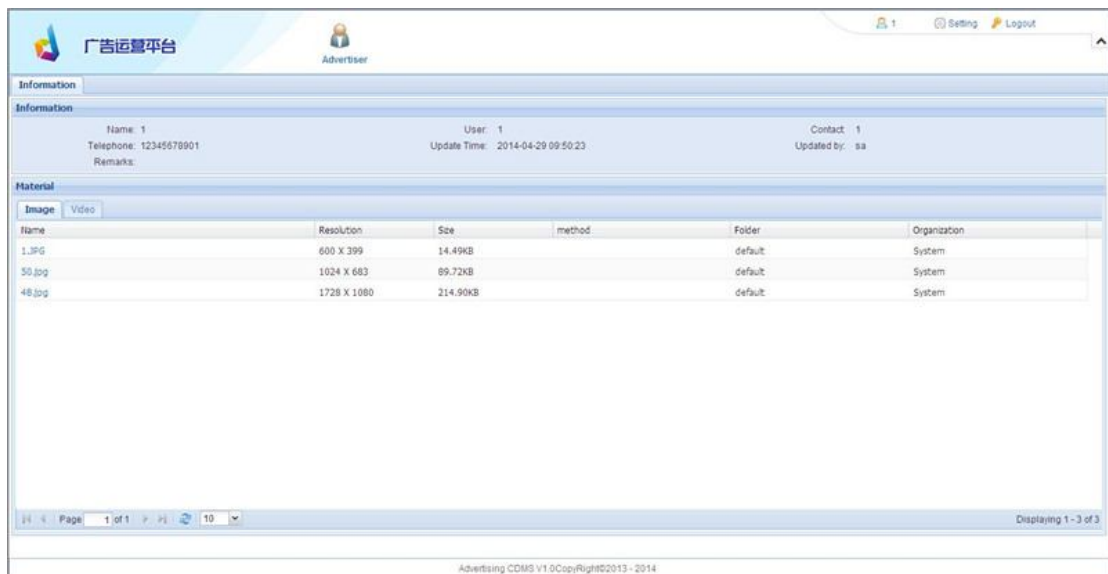 1 Setting Logout
广告运营平台
Advertiser
Information
Information
Name: 1 User: 1 Contact: 1
Telephone: 12345678901 Update Time: 2014-04-29 09:50:23 Updated by: sa
Remarks:
Material
Image Video
Name Resolution Size method Folder Organization
1.JPG 600 X 399 14.49KB default System
50.jpg 1024 X 683 89.72KB default System
48.jpg 1728 X 1080 214.90KB default System
Page 1 of 1 10 Displaying 1 - 3 of 3
Advertising CDMS V1.0CopyRight©2013 - 2014